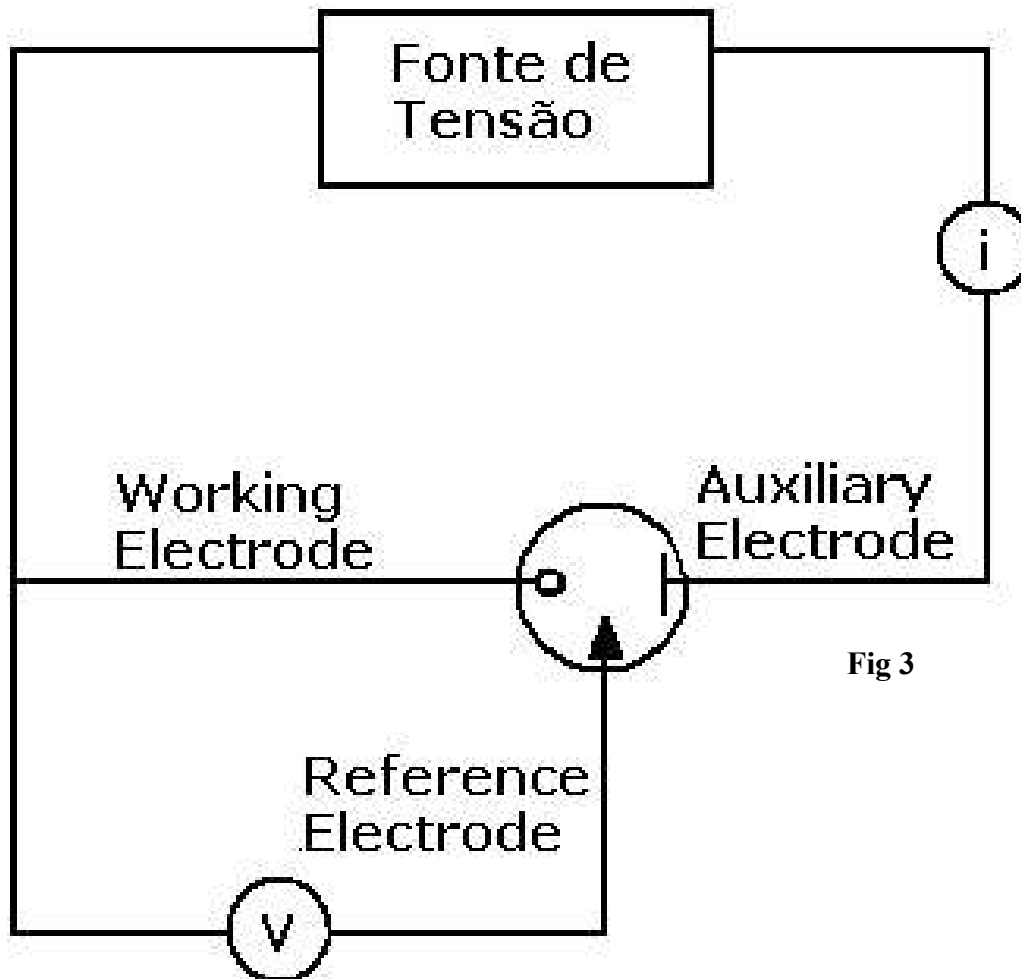 Fonte de
Tensão
i
Working
Electrode
Auxiliary
Electrode
Fig 3
Reference
Electrode
V